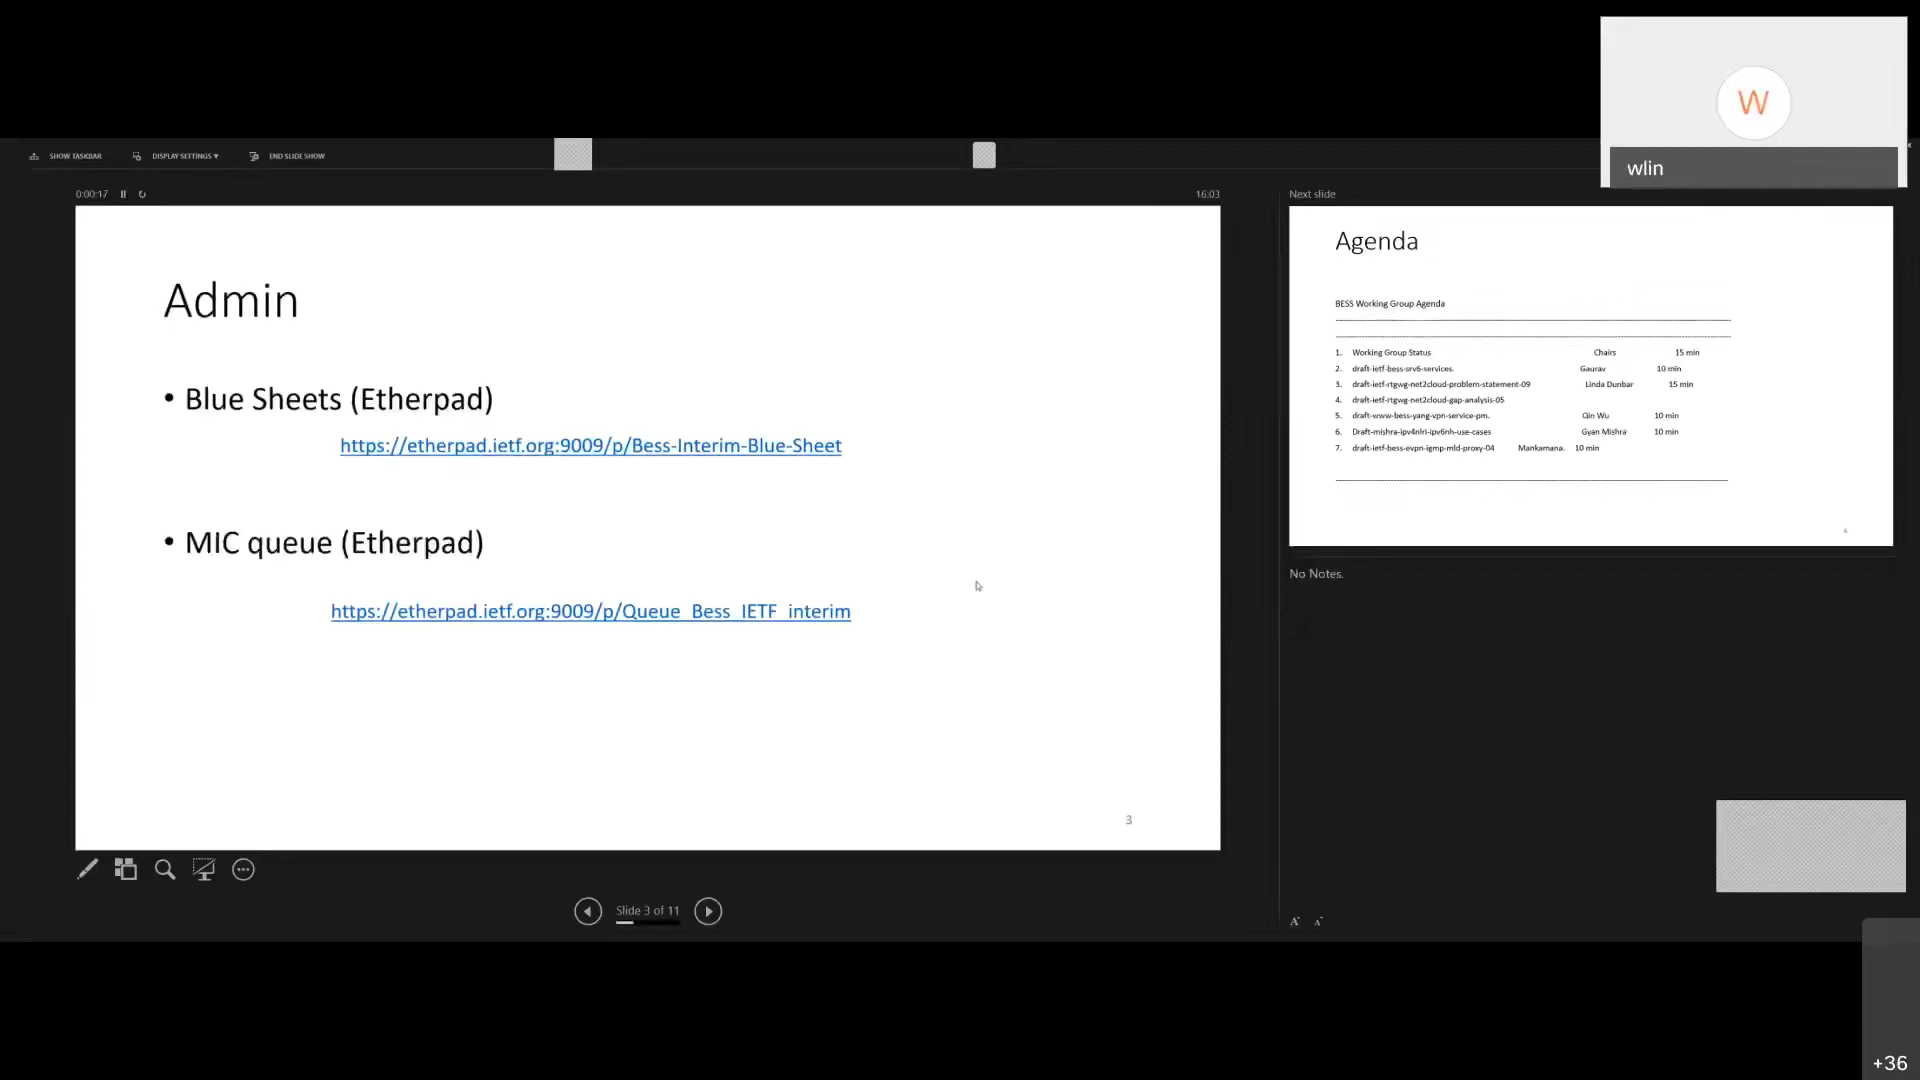 W
wlin
SHOW TASKBAR DISPLAY SETTINGS ▾ END SLIDE SHOW
0:00:17 16:03
Next slide
Admin
• Blue Sheets (Etherpad)
https://etherpad.ietf.org:9009/p/Bess-Interim-Blue-Sheet
• MIC queue (Etherpad)
https://etherpad.ietf.org:9009/p/Queue_Bess_IETF_interim
3
Agenda
BESS Working Group Agenda
1. Working Group Status Chairs 15 min
2. draft-ietf-bess-srv6-services. Gaurav 10 min
3. draft-ietf-rtgwg-net2cloud-problem-statement-09 Linda Dunbar 15 min
4. draft-ietf-rtgwg-net2cloud-gap-analysis-05
5. draft-www-bess-yang-vpn-service-pm. Qin Wu 10 min
6. Draft-mishra-ipv4nlri-ipv6nh-use-cases Gyan Mishra 10 min
7. draft-ietf-bess-evpn-igmp-mld-proxy-04 Mankamana. 10 min
4
No Notes.
Slide 3 of 11
A A
+36